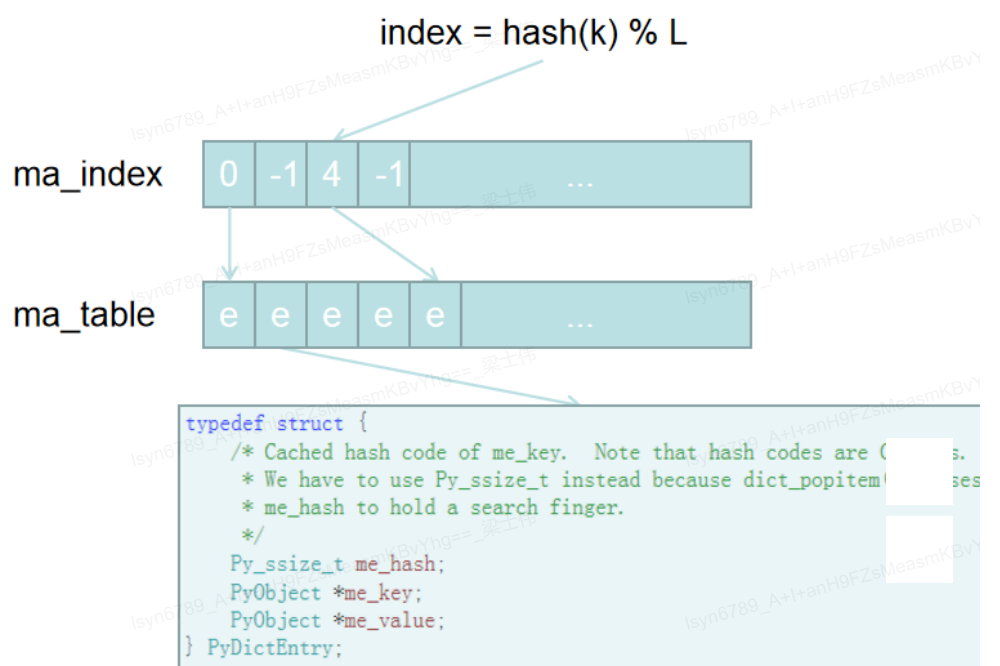 index = hash(k) % L
ma_index 0 -1 4 -1 ...
ma_table e e e e e ...
typedef struct {
/* Cached hash code of me_key. Note that hash codes are C s.
* We have to use Py_ssize_t instead because dict_popitem( ses
* me_hash to hold a search finger.
*/
Py_ssize_t me_hash;
PyObject *me_key;
PyObject *me_value;
} PyDictEntry;